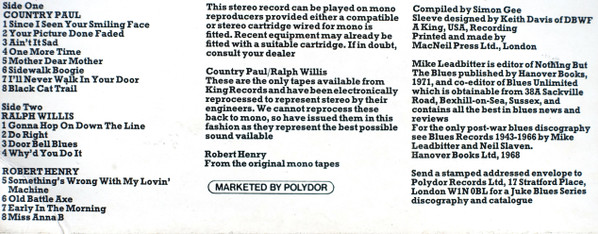 Side One
COUNTRY PAUL
1 Since I Seen Your Smiling Face
2 Your Picture Done Faded
3 Ain't It Sad
4 One More Time
5 Mother Dear Mother
6 Sidewalk Boogie
7 I'll Never Walk In Your Door
8 Black Cat Trail
Side Two
RALPH WILLIS
1 Gonna Hop On Down The Line
2 Do Right
3 Door Bell Blues
4 Why'd You Do It
ROBERT HENRY
5 Something's Wrong With My Lovin'
Machine
6 Old Battle Axe
7 Early In The Morning
8 Miss Anna B
This stereo record can be played on mono
reproducers provided either a compatible
or stereo cartridge wired for mono is
fitted. Recent equipment may already be
fitted with a suitable cartridge. If in doubt,
consult your dealer
Country Paul/Ralph Willis
These are the only tapes available from
King Records and have been electronically
reprocessed to represent stereo by their
engineers. We cannot reprocess these
back to mono, so have issued them in this
fashion as they represent the best possible
sound vailable
Robert Henry
From the original mono tapes
MARKETED BY POLYDOR
Compiled by Simon Gee
Sleeve designed by Keith Davis of DBWF
A King, USA, Recording
Printed and made by
MacNeil Press Ltd., London
Mike Leadbitter is editor of Nothing But
The Blues published by Hanover Books,
1971, and co-editor of Blues Unlimited
which is obtainable from 38A Sackville
Road, Bexhill-on-Sea, Sussex, and
contains all the best in blues news and
reviews
For the only post-war blues discography
see Blues Records 1943-1966 by Mike
Leadbitter and Neil Slaven.
Hanover Books Ltd, 1968
Send a stamped addressed envelope to
Polydor Records Ltd, 17 Stratford Place,
London W1N 0BL for a Juke Blues Series
discography and catalogue